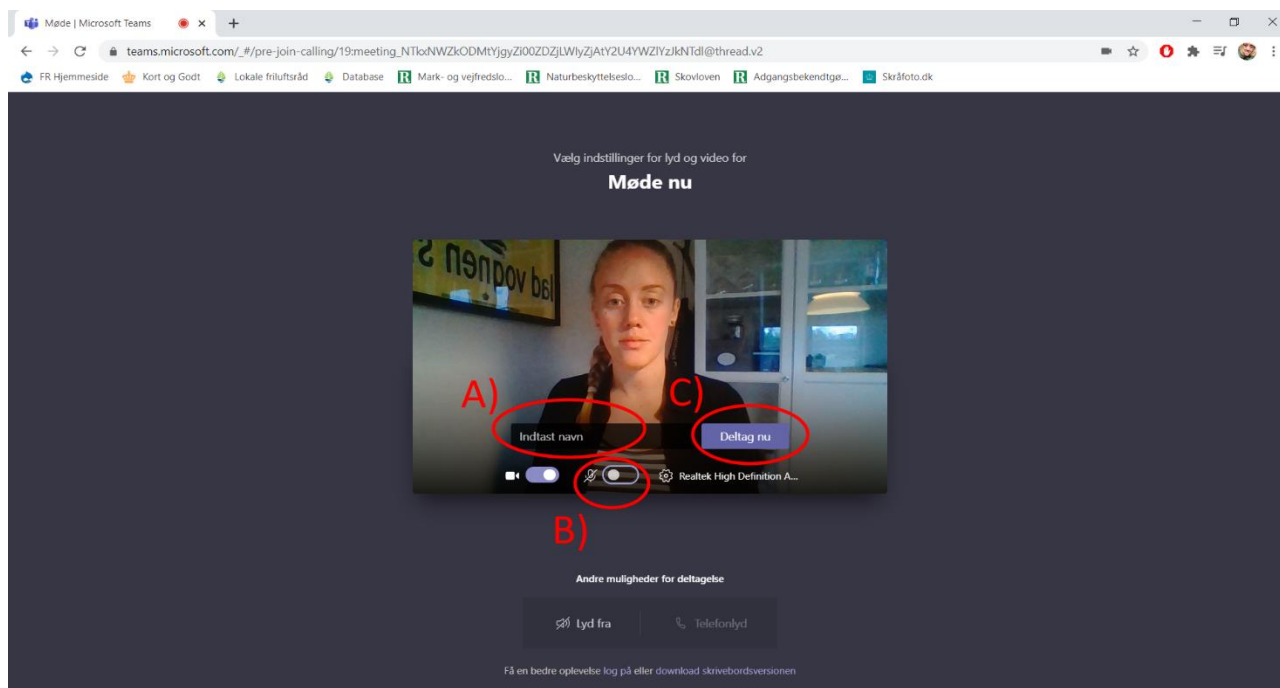 Møde | Microsoft Teams
teams.microsoft.com/_#/pre-join-calling/19:meeting_NTkxNWZkODMtYjgyZi00ZDZjLWIyZjAtY2U4YWZlYzJkNTdl@thread.v2
FR Hjemmeside Kort og Godt Lokale friluftsråd Database Mark- og vejfredslo... Naturbeskyttelseslo... Skovloven Adgangsbekendtgø... Skråfoto.dk
Vælg indstillinger for lyd og video for
Møde nu
lad vognen s
A) C)
Indtast navn Deltag nu
Realtek High Definition A...
B)
Andre muligheder for deltagelse
Lyd fra Telefonlyd
Få en bedre oplevelse log på eller download skrivebordsversionen